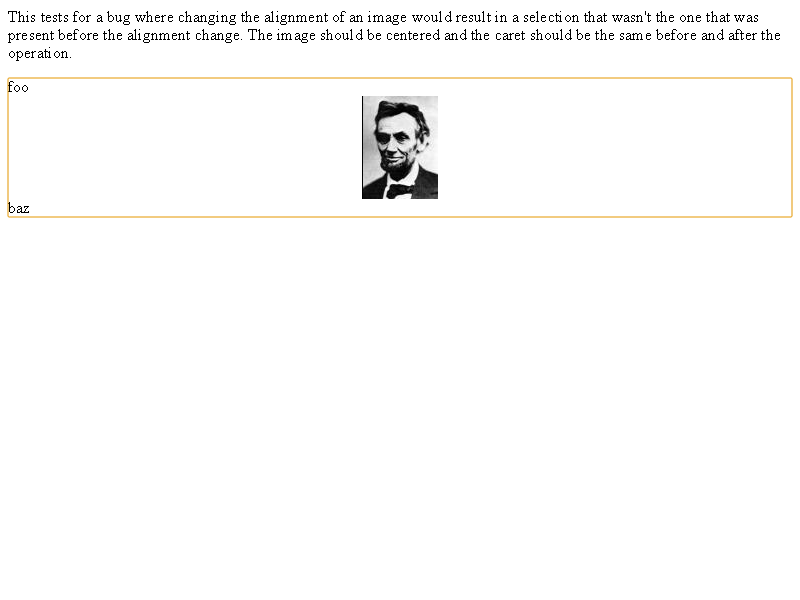 This tests for a bug where changing the alignment of an image would result in a selection that wasn't the one that was
present before the alignment change. The image should be centered and the caret should be the same before and after the
operation.
foo
baz